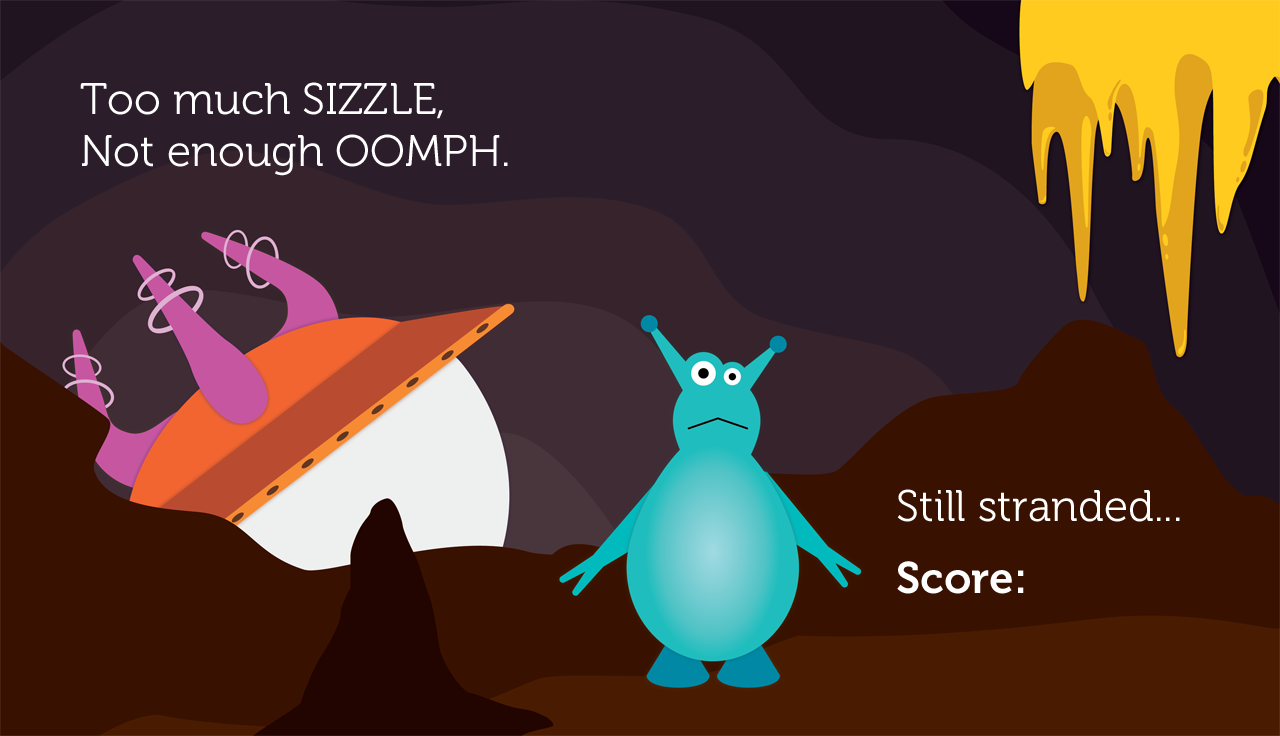 Too much SIZZLE,
Not enough OOMPH.
Still stranded...
Score: